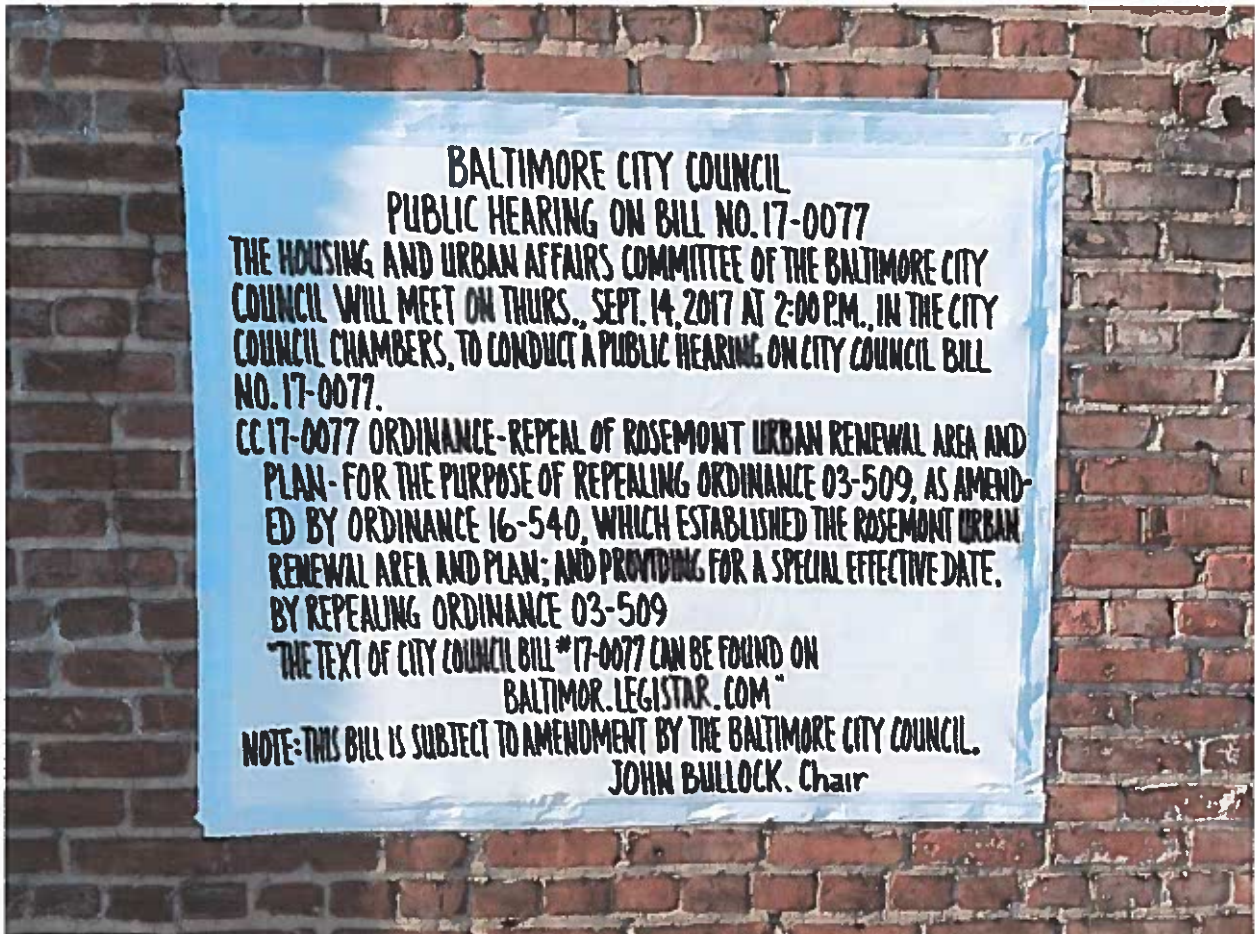 BALTIMORE CITY COUNCIL
PUBLIC HEARING ON BILL NO. 17-0077
THE HOUSING AND URBAN AFFAIRS COMMITTEE OF THE BALTIMORE CITY
COUNCIL WILL MEET ON THURS., SEPT. 14, 2017 AT 2:00 P.M., IN THE CITY
COUNCIL CHAMBERS, TO CONDUCT A PUBLIC HEARING ON CITY COUNCIL BILL
NO. 17-0077.
CC17-0077 ORDINANCE-REPEAL OF ROSEMONT URBAN RENEWAL AREA AND
PLAN- FOR THE PURPOSE OF REPEALING ORDINANCE 03-509, AS AMEND-
ED BY ORDINANCE 16-540, WHICH ESTABLISHED THE ROSEMONT URBAN
RENEWAL AREA AND PLAN; AND PROVIDING FOR A SPECIAL EFFECTIVE DATE.
BY REPEALING ORDINANCE 03-509
"THE TEXT OF CITY COUNCIL BILL #17-0077 CAN BE FOUND ON
BALTIMOR.LEGISTAR.COM"
NOTE: THIS BILL IS SUBJECT TO AMENDMENT BY THE BALTIMORE CITY COUNCIL.
JOHN BULLOCK. Chair